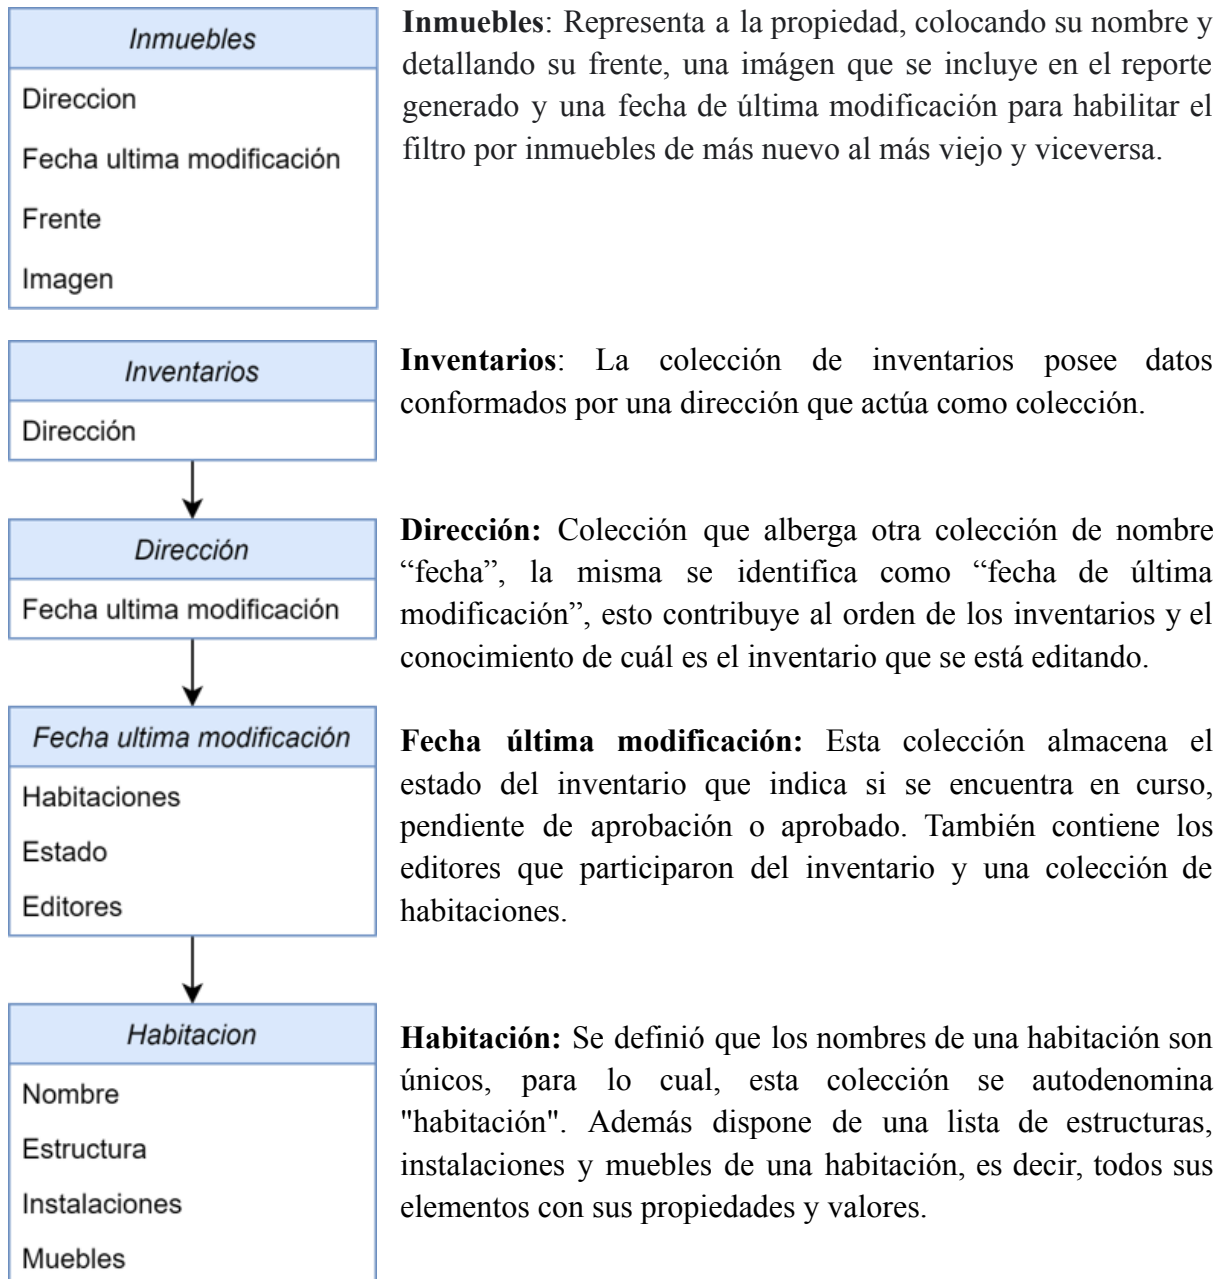 Inmuebles
Direccion
Fecha ultima modificación
Frente
Imagen
Inmuebles: Representa a la propiedad, colocando su nombre y
detallando su frente, una imágen que se incluye en el reporte
generado y una fecha de última modificación para habilitar el
filtro por inmuebles de más nuevo al más viejo y viceversa.
Inventarios
Dirección
Inventarios: La colección de inventarios posee datos
conformados por una dirección que actúa como colección.
Dirección
Fecha ultima modificación
Dirección: Colección que alberga otra colección de nombre
“fecha”, la misma se identifica como “fecha de última
modificación”, esto contribuye al orden de los inventarios y el
conocimiento de cuál es el inventario que se está editando.
Fecha ultima modificación
Habitaciones
Estado
Editores
Fecha última modificación: Esta colección almacena el
estado del inventario que indica si se encuentra en curso,
pendiente de aprobación o aprobado. También contiene los
editores que participaron del inventario y una colección de
habitaciones.
Habitacion
Nombre
Estructura
Instalaciones
Muebles
Habitación: Se definió que los nombres de una habitación son
únicos, para lo cual, esta colección se autodenomina
"habitación". Además dispone de una lista de estructuras,
instalaciones y muebles de una habitación, es decir, todos sus
elementos con sus propiedades y valores.